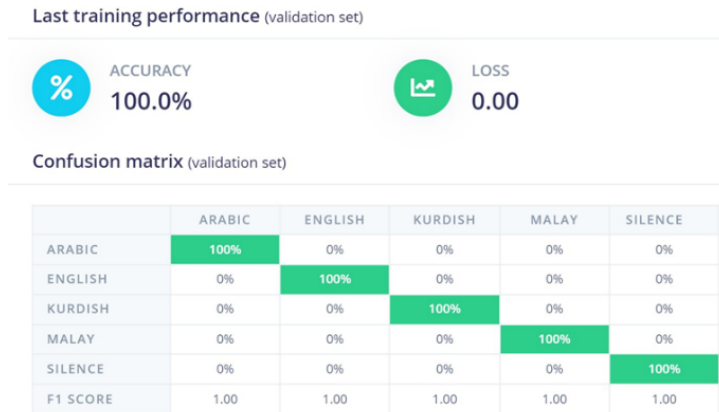 Last training performance (validation set)
ACCURACY
100.0%
LOSS
0.00
Confusion matrix (validation set)
ARABIC ENGLISH KURDISH MALAY SILENCE
ARABIC 100% 0% 0% 0% 0%
ENGLISH 0% 100% 0% 0% 0%
KURDISH 0% 0% 100% 0% 0%
MALAY 0% 0% 0% 100% 0%
SILENCE 0% 0% 0% 0% 100%
F1 SCORE 1.00 1.00 1.00 1.00 1.00